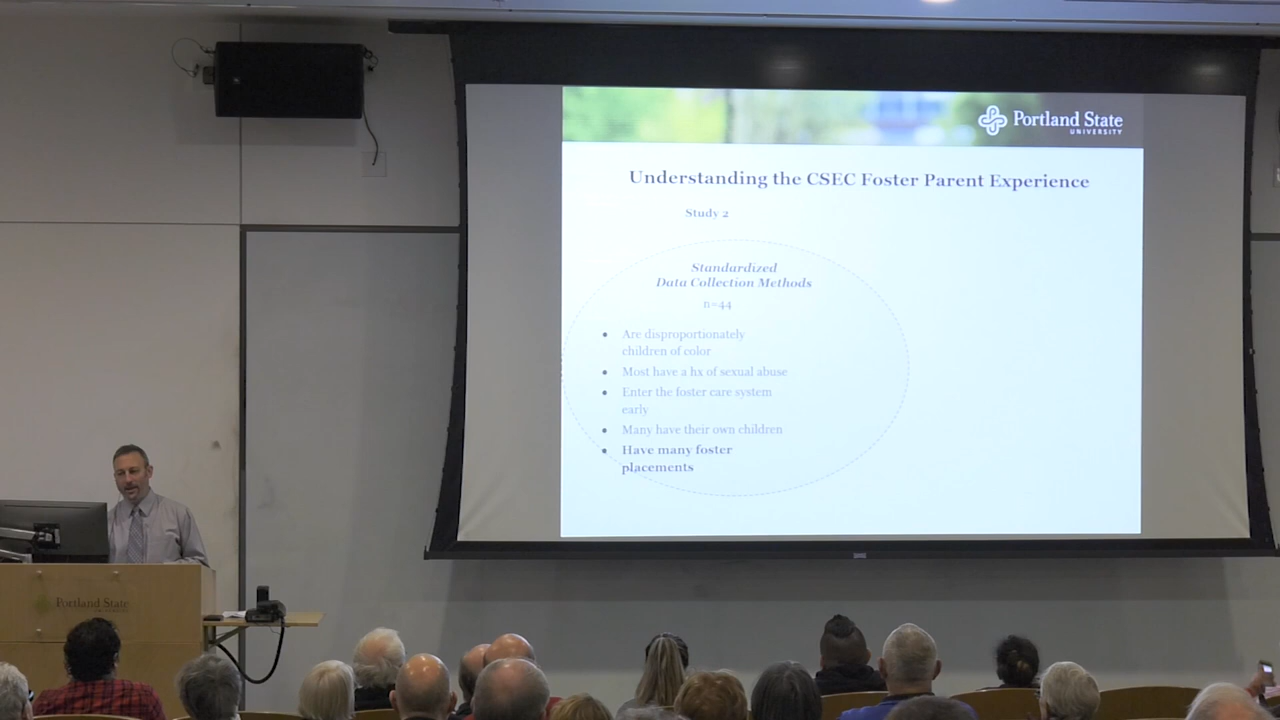 Portland State
UNIVERSITY
Understanding the CSEC Foster Parent Experience
Study 2
Standardized
Data Collection Methods
n=44
• Are disproportionately
children of color
• Most have a hx of sexual abuse
• Enter the foster care system
early
• Many have their own children
• Have many foster
placements
Portland State
UNIVERSITY